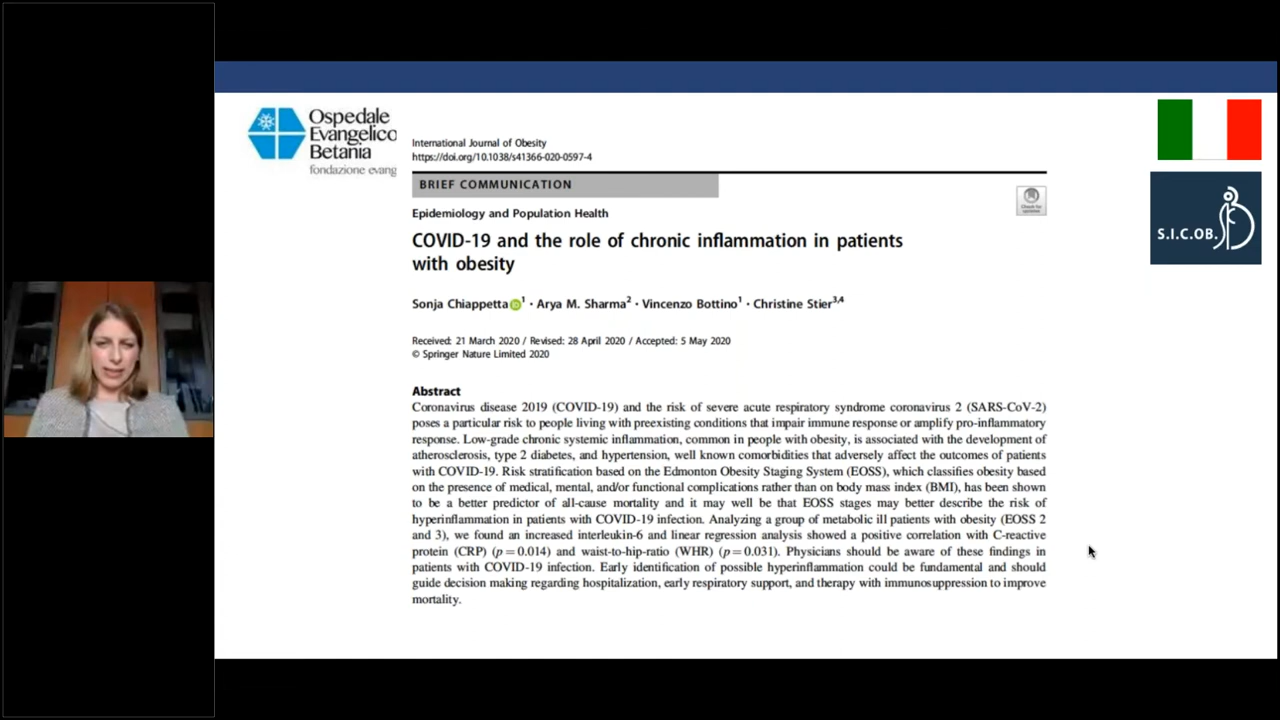 Ospedale
Evangelico
Betania
fondazione evang
International Journal of Obesity
https://doi.org/10.1038/s41366-020-0597-4
BRIEF COMMUNICATION
Check for
updates
Epidemiology and Population Health
COVID-19 and the role of chronic inflammation in patients
with obesity
Sonja Chiappetta 1 · Arya M. Sharma2 · Vincenzo Bottino1 · Christine Stier3,4
Received: 21 March 2020 / Revised: 28 April 2020 / Accepted: 5 May 2020
© Springer Nature Limited 2020
Abstract
Coronavirus disease 2019 (COVID-19) and the risk of severe acute respiratory syndrome coronavirus 2 (SARS-CoV-2)
poses a particular risk to people living with preexisting conditions that impair immune response or amplify pro-inflammatory
response. Low-grade chronic systemic inflammation, common in people with obesity, is associated with the development of
atherosclerosis, type 2 diabetes, and hypertension, well known comorbidities that adversely affect the outcomes of patients
with COVID-19. Risk stratification based on the Edmonton Obesity Staging System (EOSS), which classifies obesity based
on the presence of medical, mental, and/or functional complications rather than on body mass index (BMI), has been shown
to be a better predictor of all-cause mortality and it may well be that EOSS stages may better describe the risk of
hyperinflammation in patients with COVID-19 infection. Analyzing a group of metabolic ill patients with obesity (EOSS 2
and 3), we found an increased interleukin-6 and linear regression analysis showed a positive correlation with C-reactive
protein (CRP) (p = 0.014) and waist-to-hip-ratio (WHR) (p = 0.031). Physicians should be aware of these findings in
patients with COVID-19 infection. Early identification of possible hyperinflammation could be fundamental and should
guide decision making regarding hospitalization, early respiratory support, and therapy with immunosuppression to improve
mortality.
S.I.C.OB.